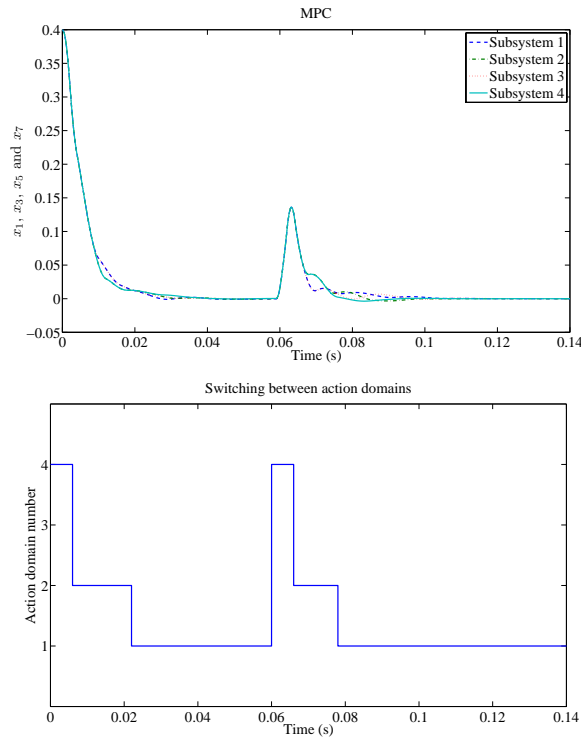 MPC
Subsystem 1
Subsystem 2
Subsystem 3
Subsystem 4
x1, x3, x5 and x7
0.4
0.35
0.3
0.25
0.2
0.15
0.1
0.05
0
−0.05
0 0.02 0.04 0.06 0.08 0.1 0.12 0.14
Time (s)
Switching between action domains
Action domain number
4
3
2
1
0 0.02 0.04 0.06 0.08 0.1 0.12 0.14
Time (s)